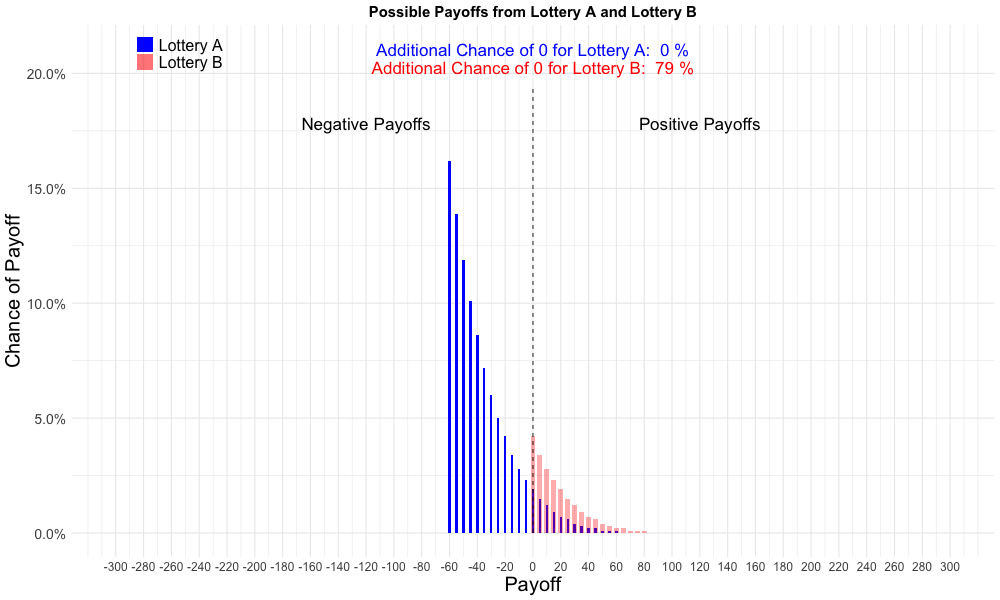 Possible Payoffs from Lottery A and Lottery B
Lottery A
Lottery B
Additional Chance of 0 for Lottery A:  0 %
Additional Chance of 0 for Lottery B:  79 %
Negative Payoffs
Positive Payoffs
Chance of Payoff
20.0%
15.0%
10.0%
5.0%
0.0%
-300 -280 -260 -240 -220 -200 -180 -160 -140 -120 -100 -80 -60 -40 -20 0 20 40 60 80 100 120 140 160 180 200 220 240 260 280 300
Payoff